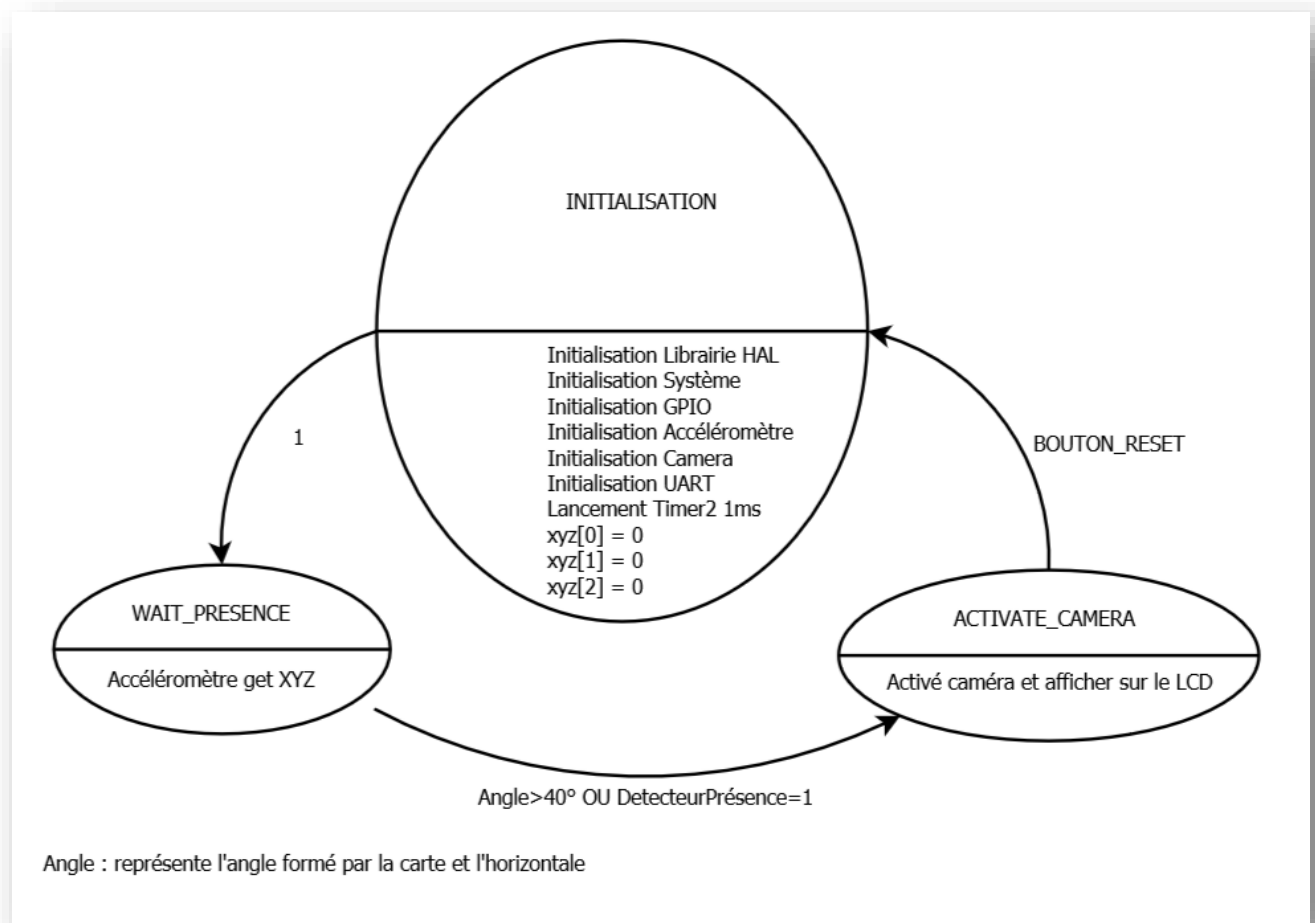 INITIALISATION
Initialisation Librairie HAL
Initialisation Système
Initialisation GPIO
Initialisation Accéléromètre
Initialisation Camera
Initialisation UART
Lancement Timer2 1ms
xyz[0] = 0
xyz[1] = 0
xyz[2] = 0
1
BOUTON_RESET
WAIT_PRESENCE
Accéléromètre get XYZ
ACTIVATE_CAMERA
Activé caméra et afficher sur le LCD
Angle>40° OU DetecteurPrésence=1
Angle : représente l'angle formé par la carte et l'horizontale